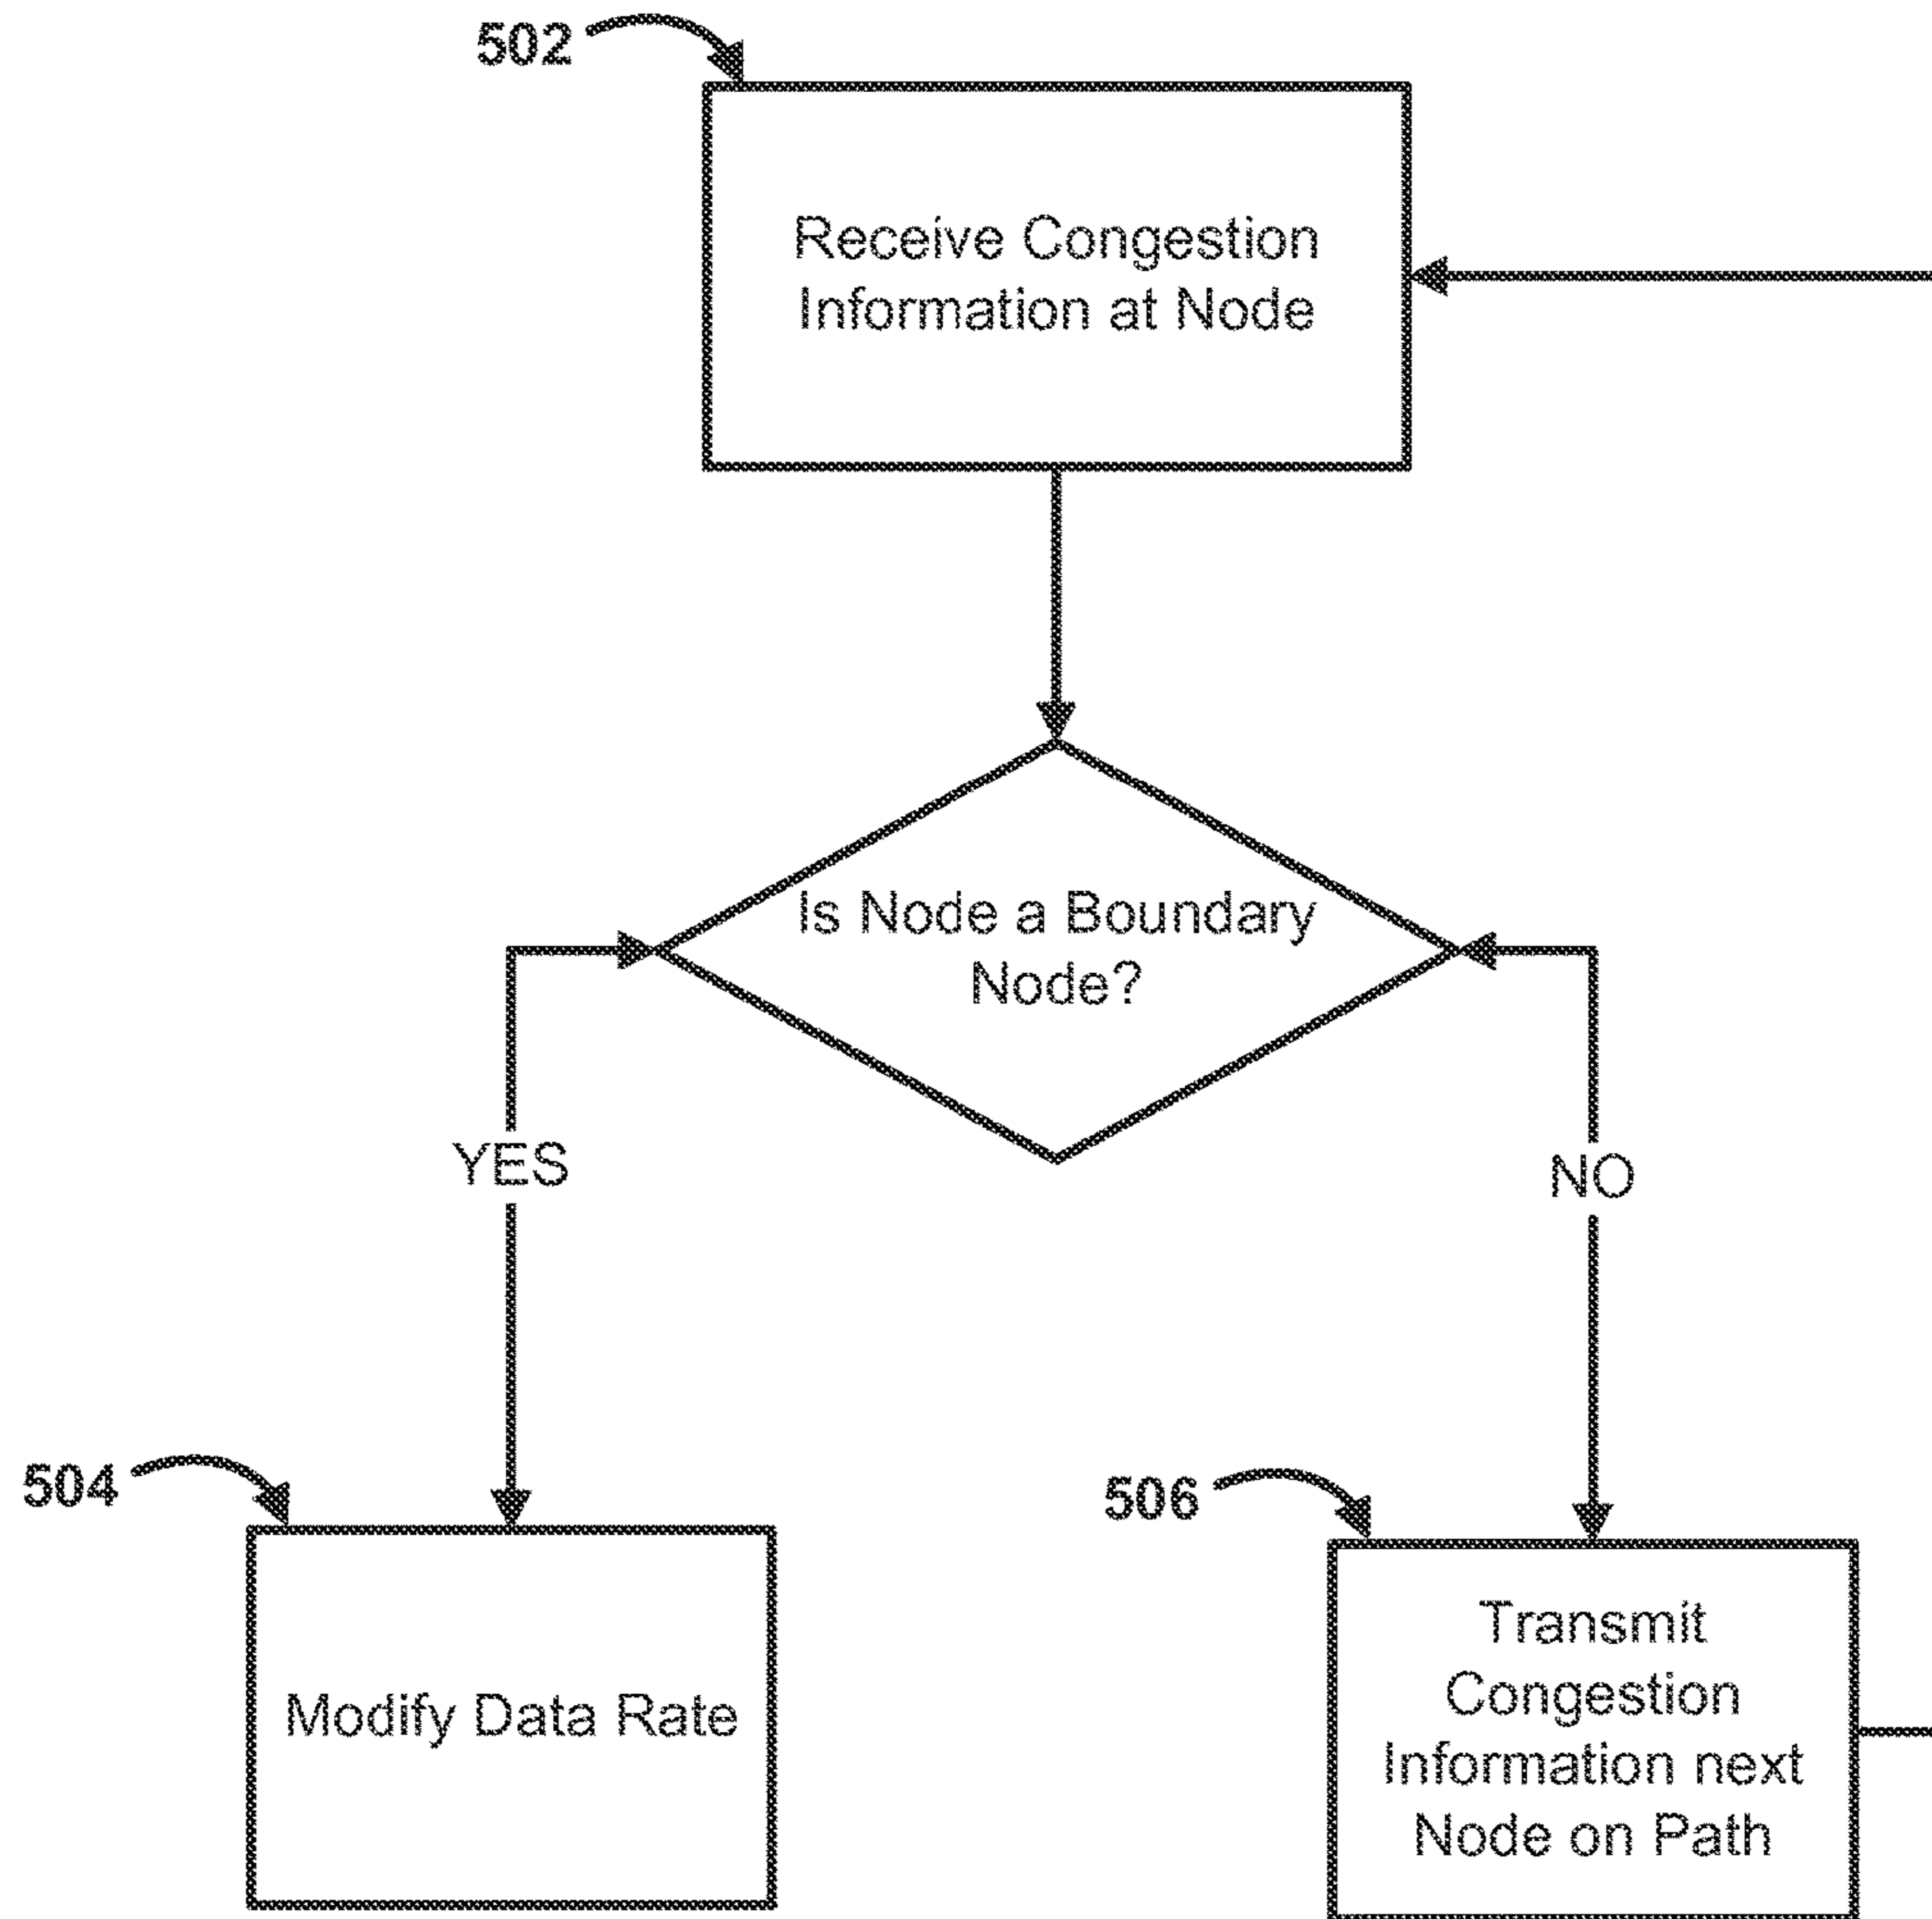 502
Receive Congestion
Information at Node
Is Node a Boundary
Node?
YES
NO
504
Modify Data Rate
506
Transmit
Congestion
Information next
Node on Path